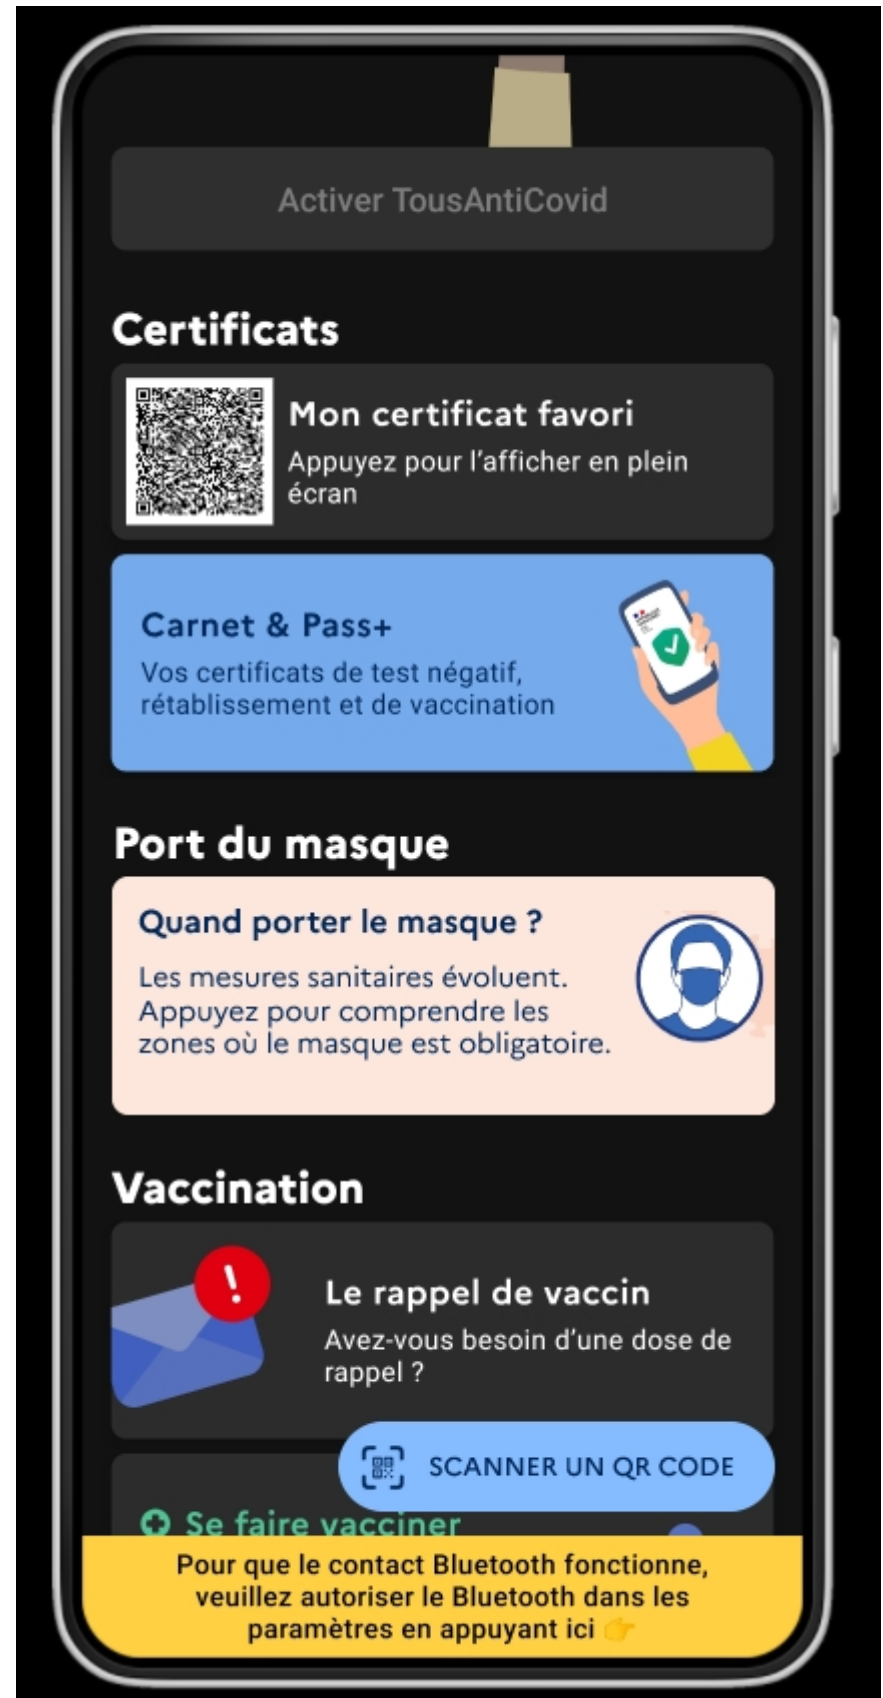 Activer TousAntiCovid
Certificats
Mon certificat favori
Appuyez pour l'afficher en plein
écran
Carnet & Pass+
Vos certificats de test négatif,
rétablissement et de vaccination
Port du masque
Quand porter le masque ?
Les mesures sanitaires évoluent.
Appuyez pour comprendre les
zones où le masque est obligatoire.
Vaccination
Le rappel de vaccin
Avez-vous besoin d'une dose de
rappel ?
SCANNER UN QR CODE
Se faire vacciner
Pour que le contact Bluetooth fonctionne,
veuillez autoriser le Bluetooth dans les
paramètres en appuyant ici 👉